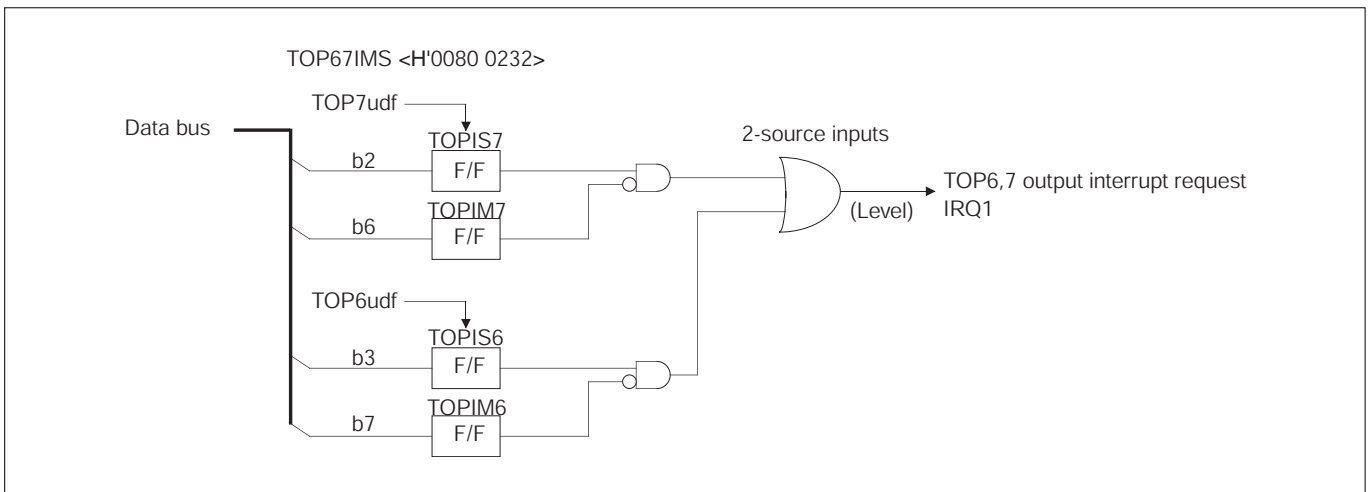 TOP67IMS <H'0080 0232>
TOP7udf
Data bus
TOPIS7
2-source inputs
b2
F/F
TOP6,7 output interrupt request
TOPIM7
(Level)
IRQ1
b6
F/F
TOP6udf
TOPIS6
b3
F/F
TOPIM6
b7
F/F